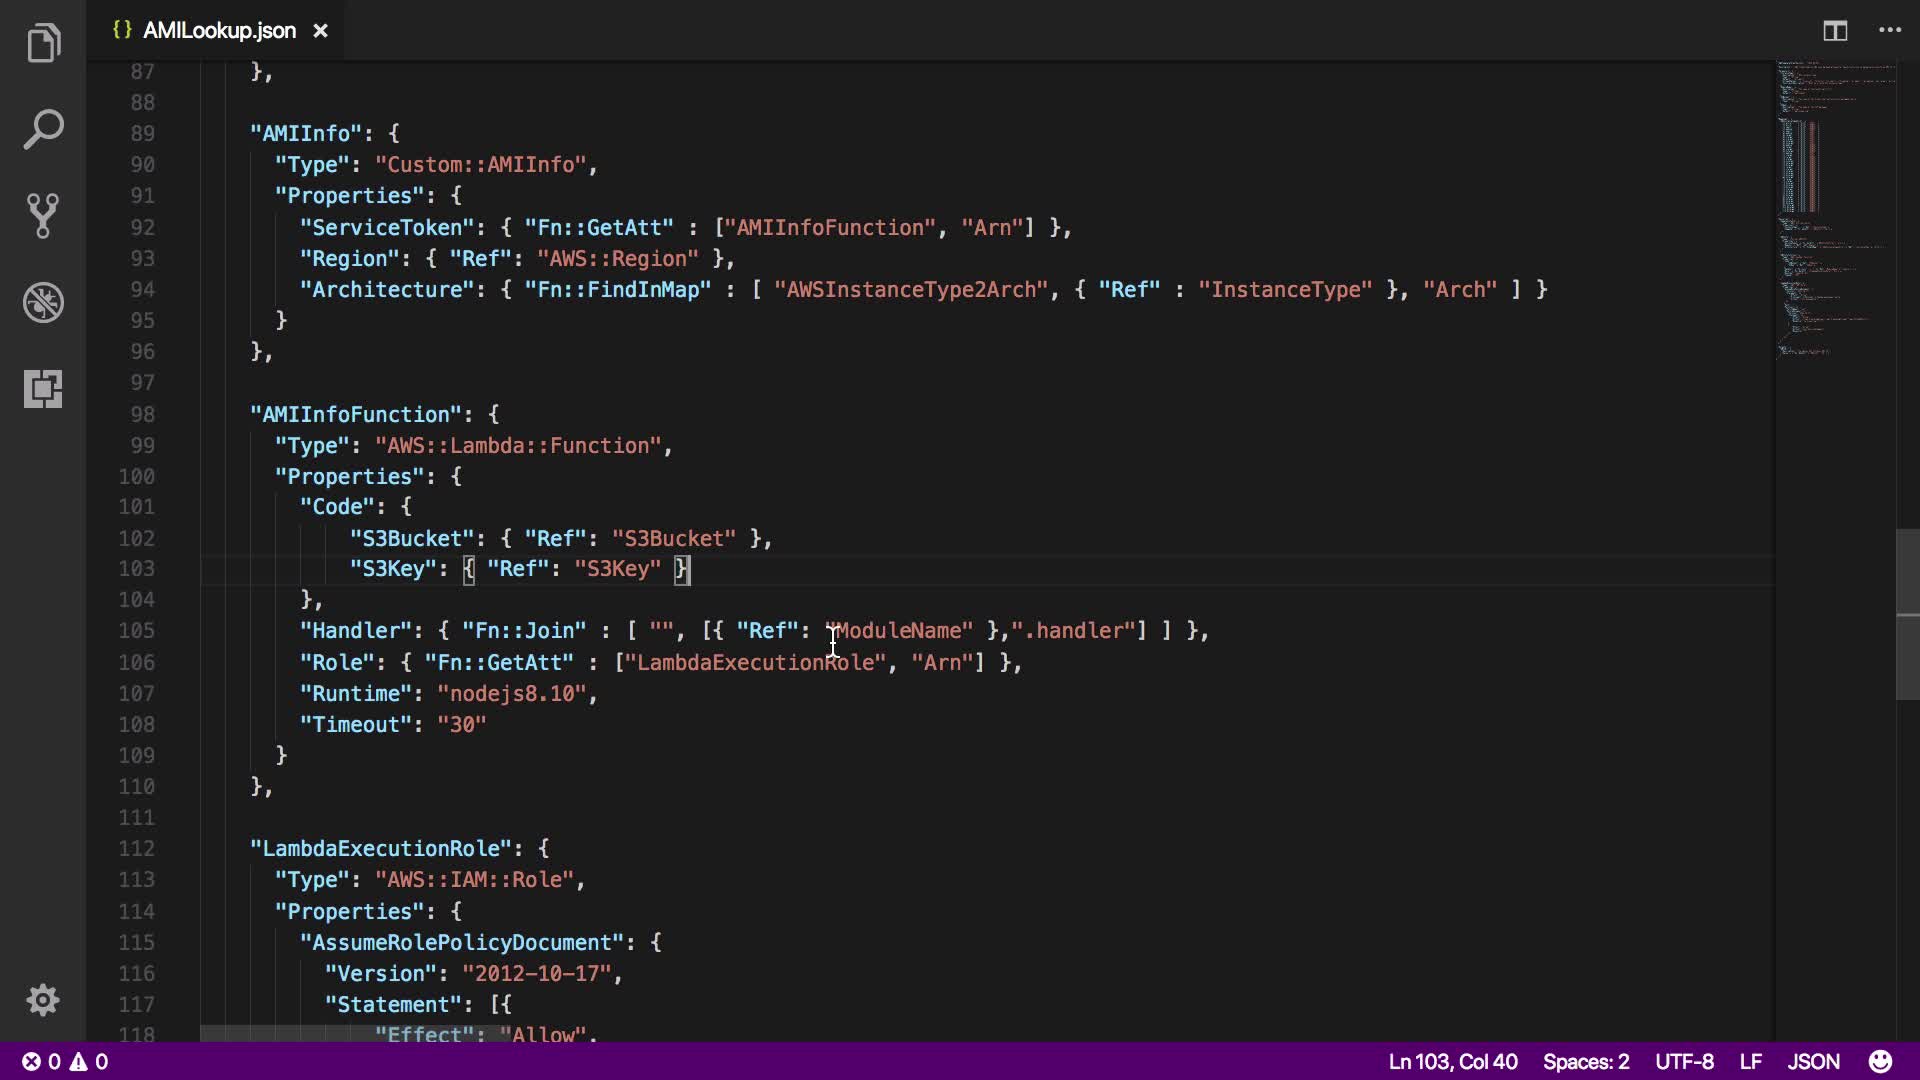 {} AMILookup.json ×
87 },
88
89 "AMIInfo": {
90 "Type": "Custom::AMIInfo",
91 "Properties": {
92 "ServiceToken": { "Fn::GetAtt" : ["AMIInfoFunction", "Arn"] },
93 "Region": { "Ref": "AWS::Region" },
94 "Architecture": { "Fn::FindInMap" : [ "AWSInstanceType2Arch", { "Ref" : "InstanceType" }, "Arch" ] }
95 }
96 },
97
98 "AMIInfoFunction": {
99 "Type": "AWS::Lambda::Function",
100 "Properties": {
101 "Code": {
102 "S3Bucket": { "Ref": "S3Bucket" },
103 "S3Key": { "Ref": "S3Key" }
104 },
105 "Handler": { "Fn::Join" : [ "", [{ "Ref": "ModuleName" },".handler"] ] },
106 "Role": { "Fn::GetAtt" : ["LambdaExecutionRole", "Arn"] },
107 "Runtime": "nodejs8.10",
108 "Timeout": "30"
109 }
110 },
111
112 "LambdaExecutionRole": {
113 "Type": "AWS::IAM::Role",
114 "Properties": {
115 "AssumeRolePolicyDocument": {
116 "Version": "2012-10-17",
117 "Statement": [{
118 "Effect": "Allow",
0 0 Ln 103, Col 40 Spaces: 2 UTF-8 LF JSON